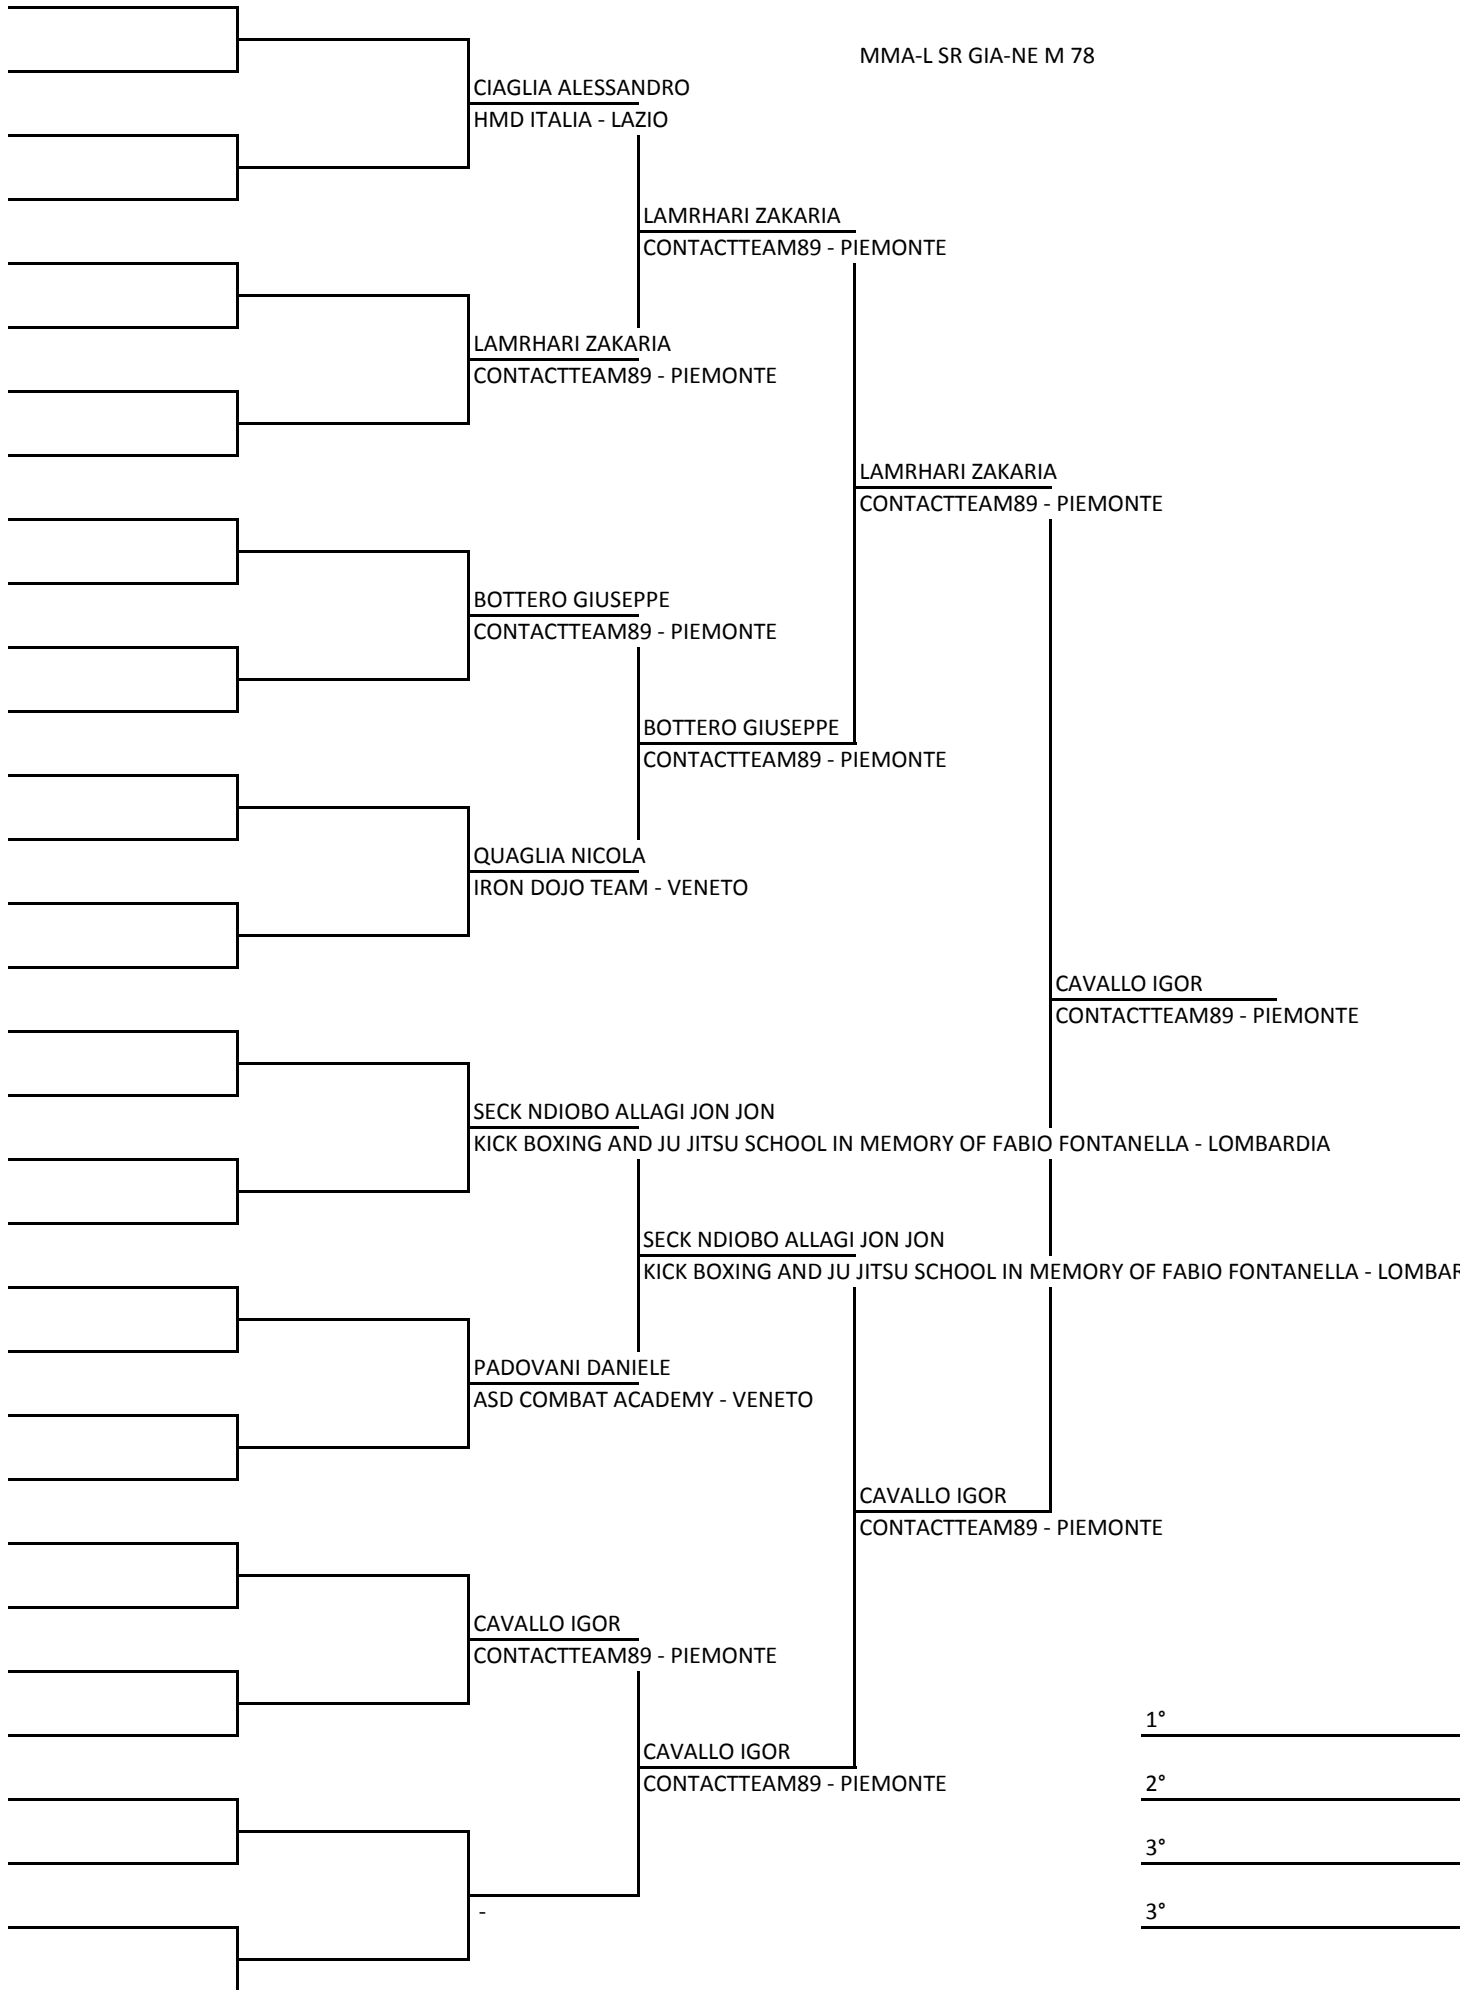 MMA-L SR GIA-NE M 78
CIAGLIA ALESSANDRO
HMD ITALIA - LAZIO
LAMRHARI ZAKARIA
CONTACTTEAM89 - PIEMONTE
LAMRHARI ZAKARIA
CONTACTTEAM89 - PIEMONTE
LAMRHARI ZAKARIA
CONTACTTEAM89 - PIEMONTE
BOTTERO GIUSEPPE
CONTACTTEAM89 - PIEMONTE
BOTTERO GIUSEPPE
CONTACTTEAM89 - PIEMONTE
QUAGLIA NICOLA
IRON DOJO TEAM - VENETO
CAVALLO IGOR
CONTACTTEAM89 - PIEMONTE
SECK NDIOBO ALLAGI JON JON
KICK BOXING AND JU JITSU SCHOOL IN MEMORY OF FABIO FONTANELLA - LOMBARDIA
SECK NDIOBO ALLAGI JON JON
KICK BOXING AND JU JITSU SCHOOL IN MEMORY OF FABIO FONTANELLA - LOMBAR
PADOVANI DANIELE
ASD COMBAT ACADEMY - VENETO
CAVALLO IGOR
CONTACTTEAM89 - PIEMONTE
CAVALLO IGOR
CONTACTTEAM89 - PIEMONTE
1°
CAVALLO IGOR
CONTACTTEAM89 - PIEMONTE
2°
3°
3°
-